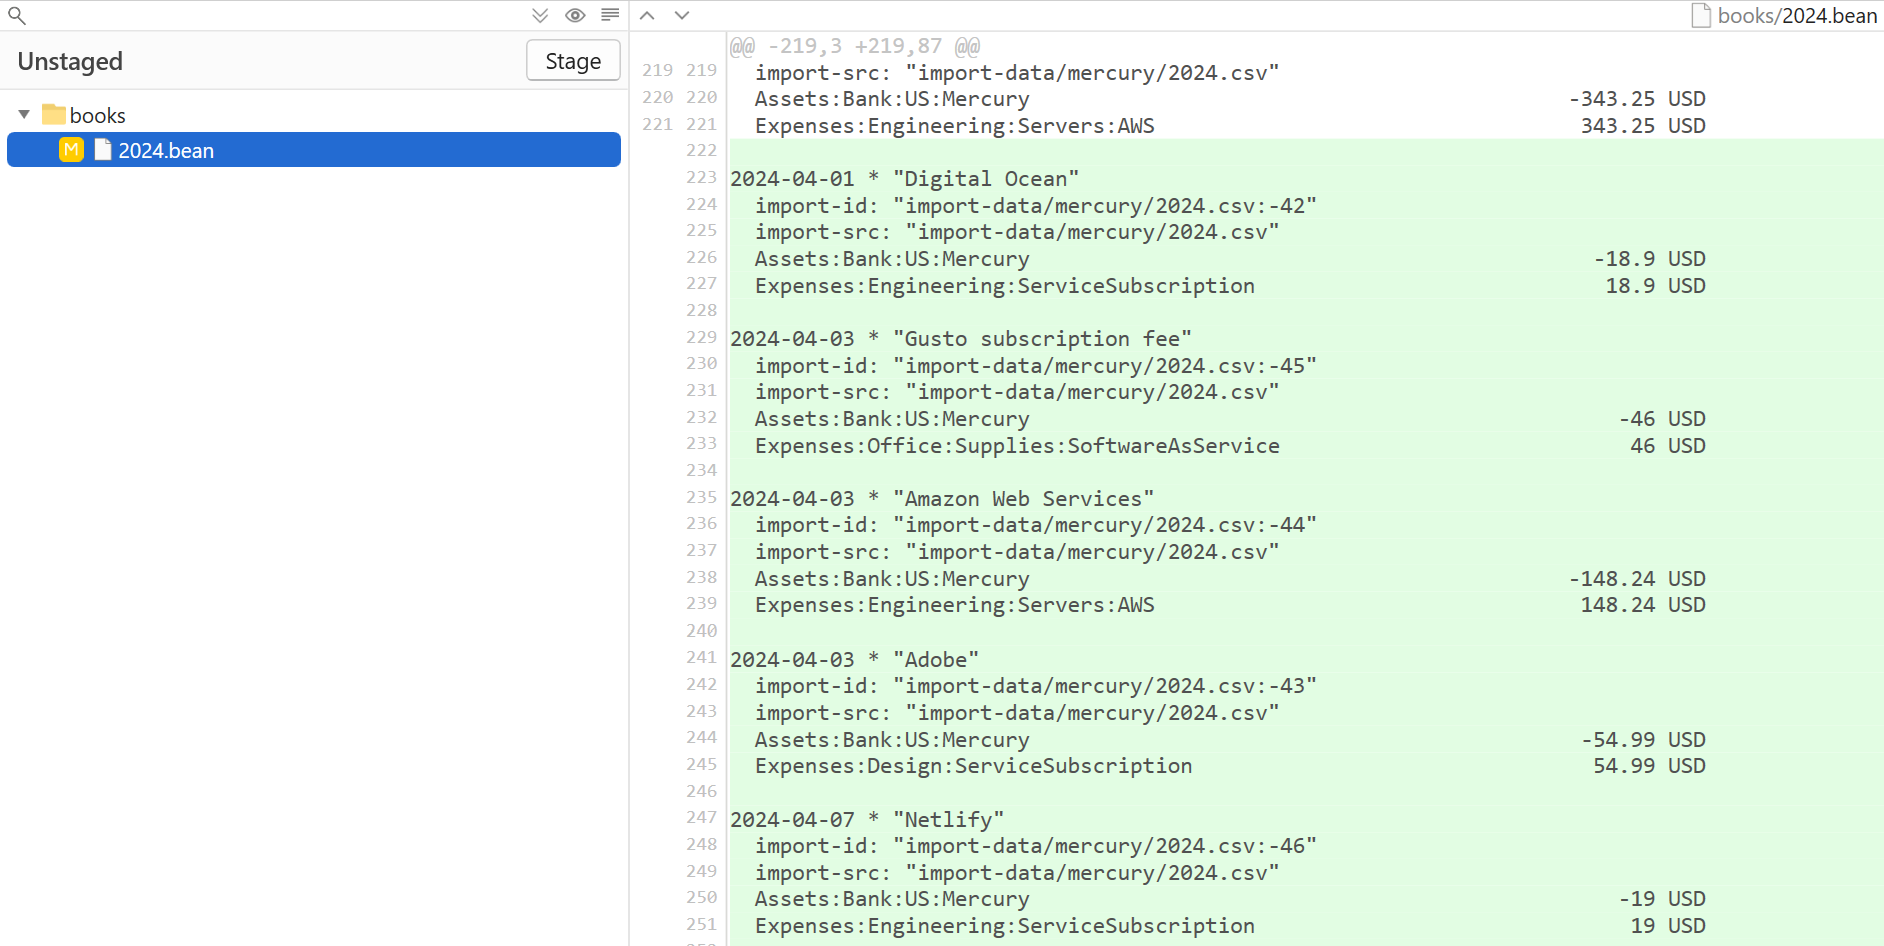 books/2024.bean
Unstaged
Stage
books
M 2024.bean
@@ -219,3 +219,87 @@
219 219 import-src: "import-data/mercury/2024.csv"
220 220 Assets:Bank:US:Mercury -343.25 USD
221 221 Expenses:Engineering:Servers:AWS 343.25 USD
222
223 2024-04-01 * "Digital Ocean"
224 import-id: "import-data/mercury/2024.csv:-42"
225 import-src: "import-data/mercury/2024.csv"
226 Assets:Bank:US:Mercury -18.9 USD
227 Expenses:Engineering:ServiceSubscription 18.9 USD
228
229 2024-04-03 * "Gusto subscription fee"
230 import-id: "import-data/mercury/2024.csv:-45"
231 import-src: "import-data/mercury/2024.csv"
232 Assets:Bank:US:Mercury -46 USD
233 Expenses:Office:Supplies:SoftwareAsService 46 USD
234
235 2024-04-03 * "Amazon Web Services"
236 import-id: "import-data/mercury/2024.csv:-44"
237 import-src: "import-data/mercury/2024.csv"
238 Assets:Bank:US:Mercury -148.24 USD
239 Expenses:Engineering:Servers:AWS 148.24 USD
240
241 2024-04-03 * "Adobe"
242 import-id: "import-data/mercury/2024.csv:-43"
243 import-src: "import-data/mercury/2024.csv"
244 Assets:Bank:US:Mercury -54.99 USD
245 Expenses:Design:ServiceSubscription 54.99 USD
246
247 2024-04-07 * "Netlify"
248 import-id: "import-data/mercury/2024.csv:-46"
249 import-src: "import-data/mercury/2024.csv"
250 Assets:Bank:US:Mercury -19 USD
251 Expenses:Engineering:ServiceSubscription 19 USD